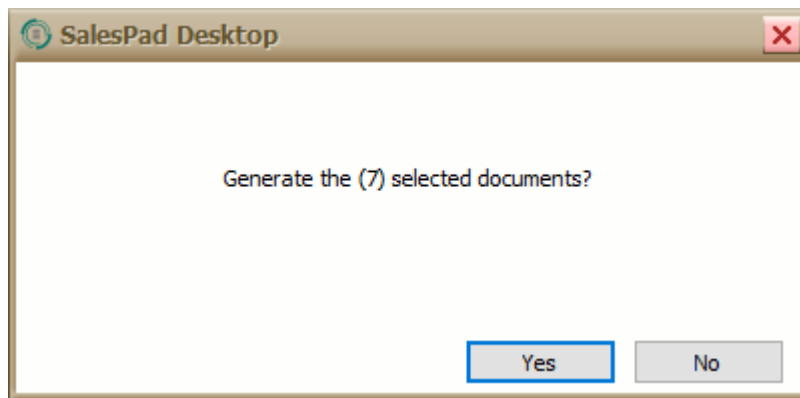 SalesPad Desktop
Generate the (7) selected documents?
Yes No